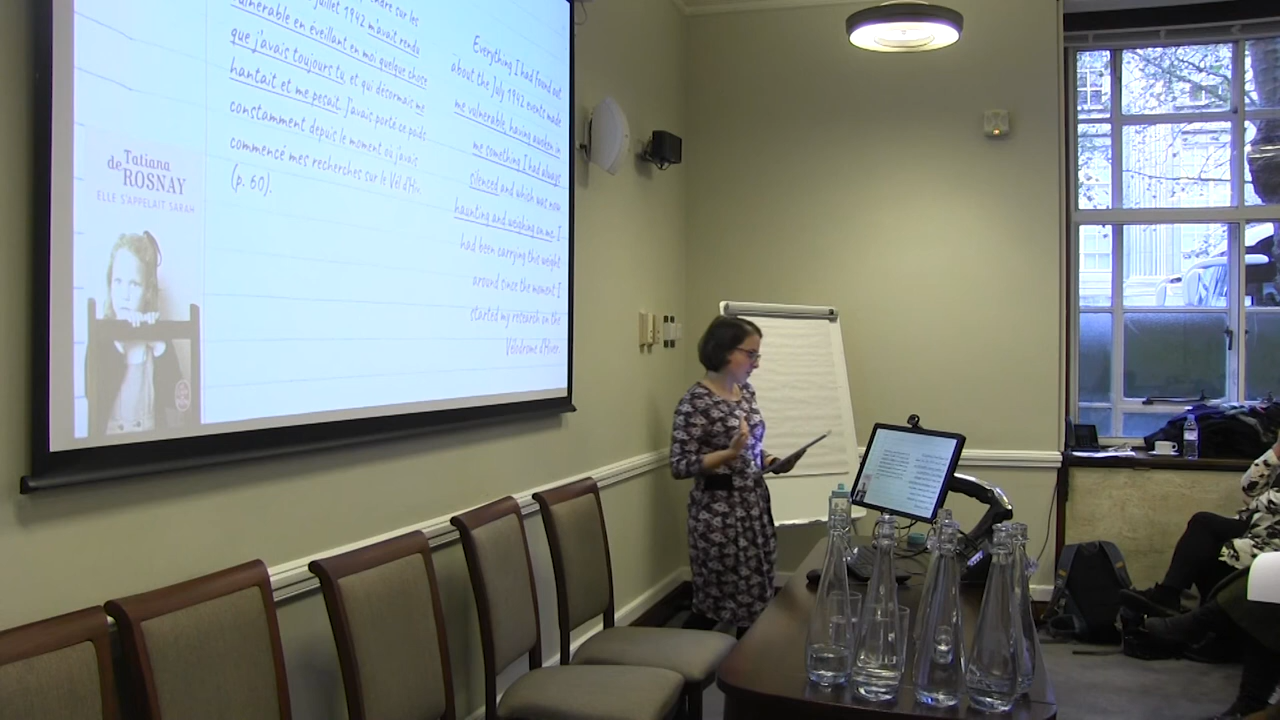 juillet 1942 m'avait rendu
vulnérable en éveillant en moi quelque chose
que j'avais toujours tu, et qui désormais me
hantait et me pesait. J'avais porté ce poids
constamment depuis le moment où j'avais
commencé mes recherches sur le Vél d'Hiv.
(p. 60).
Everything I had found out
about the July 1942 events made
me vulnerable, having awoken in
me something I had always
silenced and which was now
haunting and weighing on me. I
had been carrying this weight
around since the moment I
started my research on the
Vélodrome d'Hiver.
Tatiana
de ROSNAY
ELLE S'APPELAIT SARAH